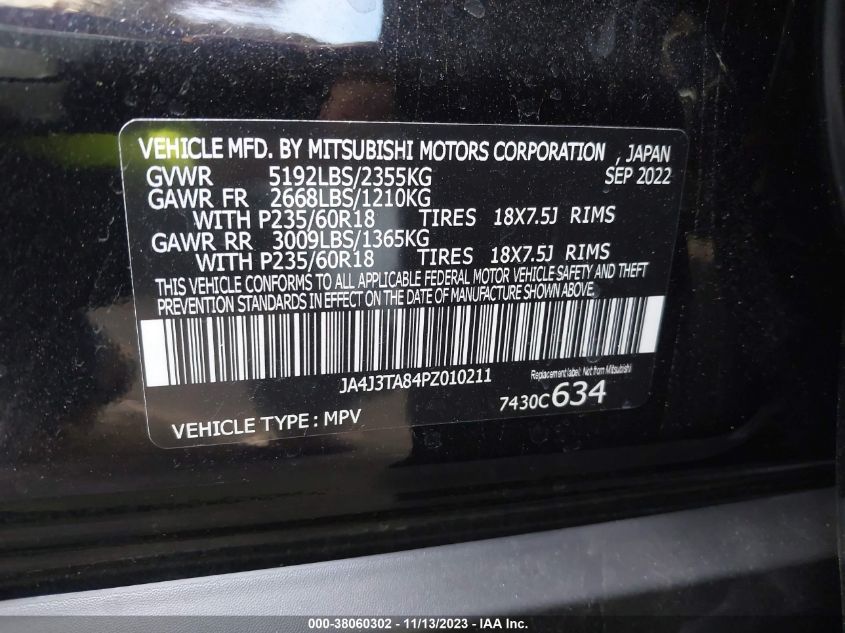 VEHICLE MFD. BY MITSUBISHI MOTORS CORPORATION , JAPAN
GVWR 5192LBS/2355KG SEP 2022
GAWR FR 2668LBS/1210KG
WITH P235/60R18 TIRES 18X7.5J RIMS
GAWR RR 3009LBS/1365KG
WITH P235/60R18 TIRES 18X7.5J RIMS
THIS VEHICLE CONFORMS TO ALL APPLICABLE FEDERAL MOTOR VEHICLE SAFETY AND THEFT
PREVENTION STANDARDS IN EFFECT ON THE DATE OF MANUFACTURE SHOWN ABOVE.
JA4J3TA84PZ010211 Replacement label: Not from Mitsubishi
7430C634
VEHICLE TYPE : MPV
000-38060302 - 11/13/2023 - IAA Inc.